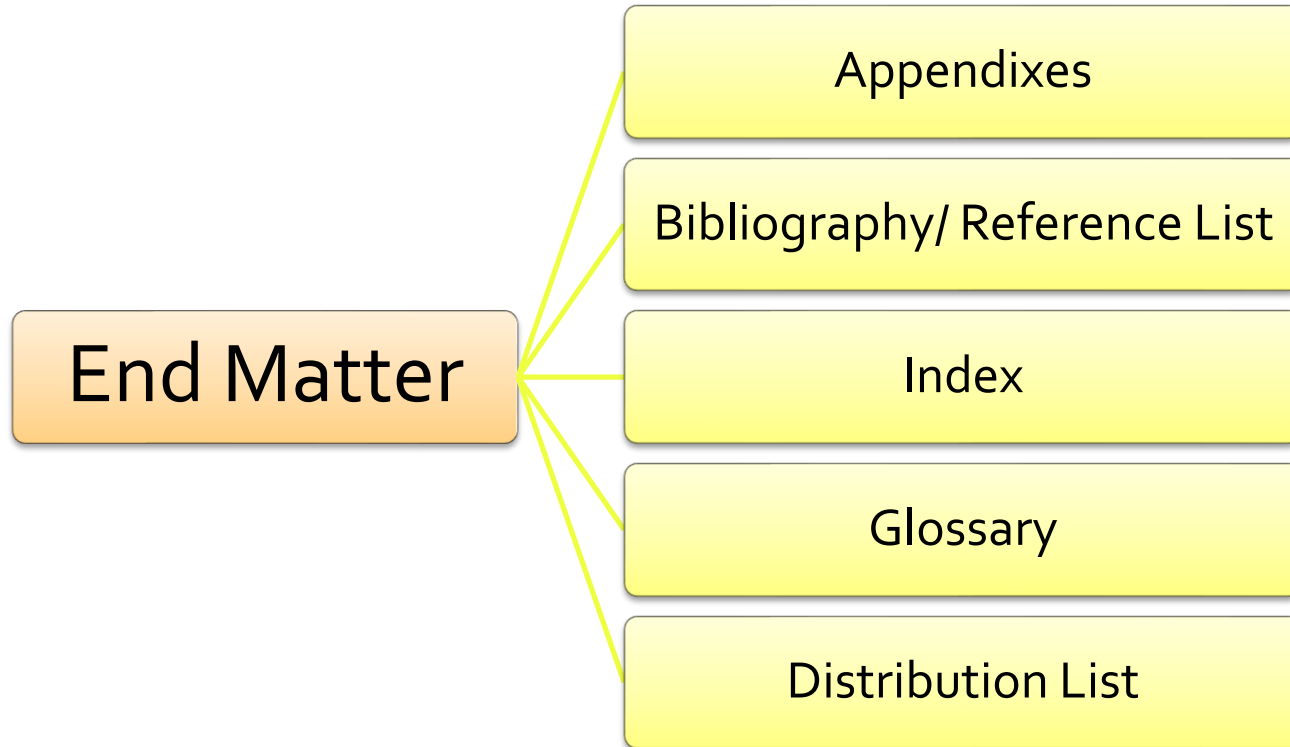 Appendixes
Bibliography/ Reference List
End Matter
Index
Glossary
Distribution List